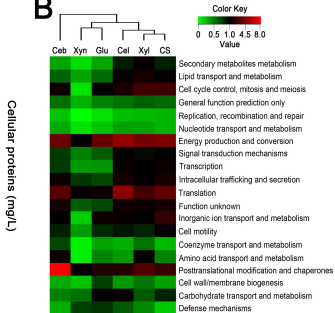 B
Color Key
0 0.5 1.5 4.5 8.0
Value
Ceb Xyn Glu Cel Xyl CS
Cellular proteins (mg/L)
Secondary metabolites metabolism
Lipid transport and metabolism
Cell cycle control, mitosis and meiosis
General function prediction only
Replication, recombination and repair
Nucleotide transport and metabolism
Energy production and conversion
Signal transduction mechanisms
Transcription
Intracellular trafficking and secretion
Translation
Function unknown
Inorganic ion transport and metabolism
Cell motility
Coenzyme transport and metabolism
Amino acid transport and metabolism
Posttranslational modification and chaperones
Cell wall/membrane biogenesis
Carbohydrate transport and metabolism
Defense mechanisms